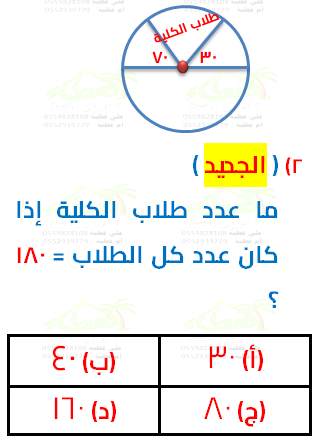 طلاب الكلية
٧٠ ٣٠
٢) ( الجديد )
ما عدد طلاب الكلية إذا
كان عدد كل الطلاب = ١٨٠
؟
(أ) ٣٠ (ب) ٤٠
(ج) ٨٠ (د) ١٦٠